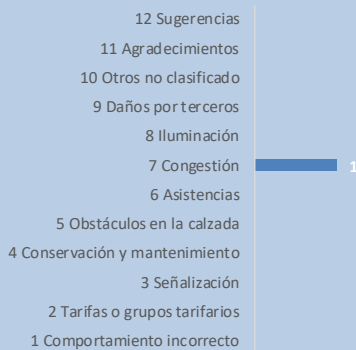 12 Sugerencias
11 Agradecimientos
10 Otros no clasificado
9 Daños por terceros
8 Iluminación
7 Congestión
1
6 Asistencias
5 Obstáculos en la calzada
4 Conservación y mantenimiento
3 Señalización
2 Tarifas o grupos tarifarios
1 Comportamiento incorrecto